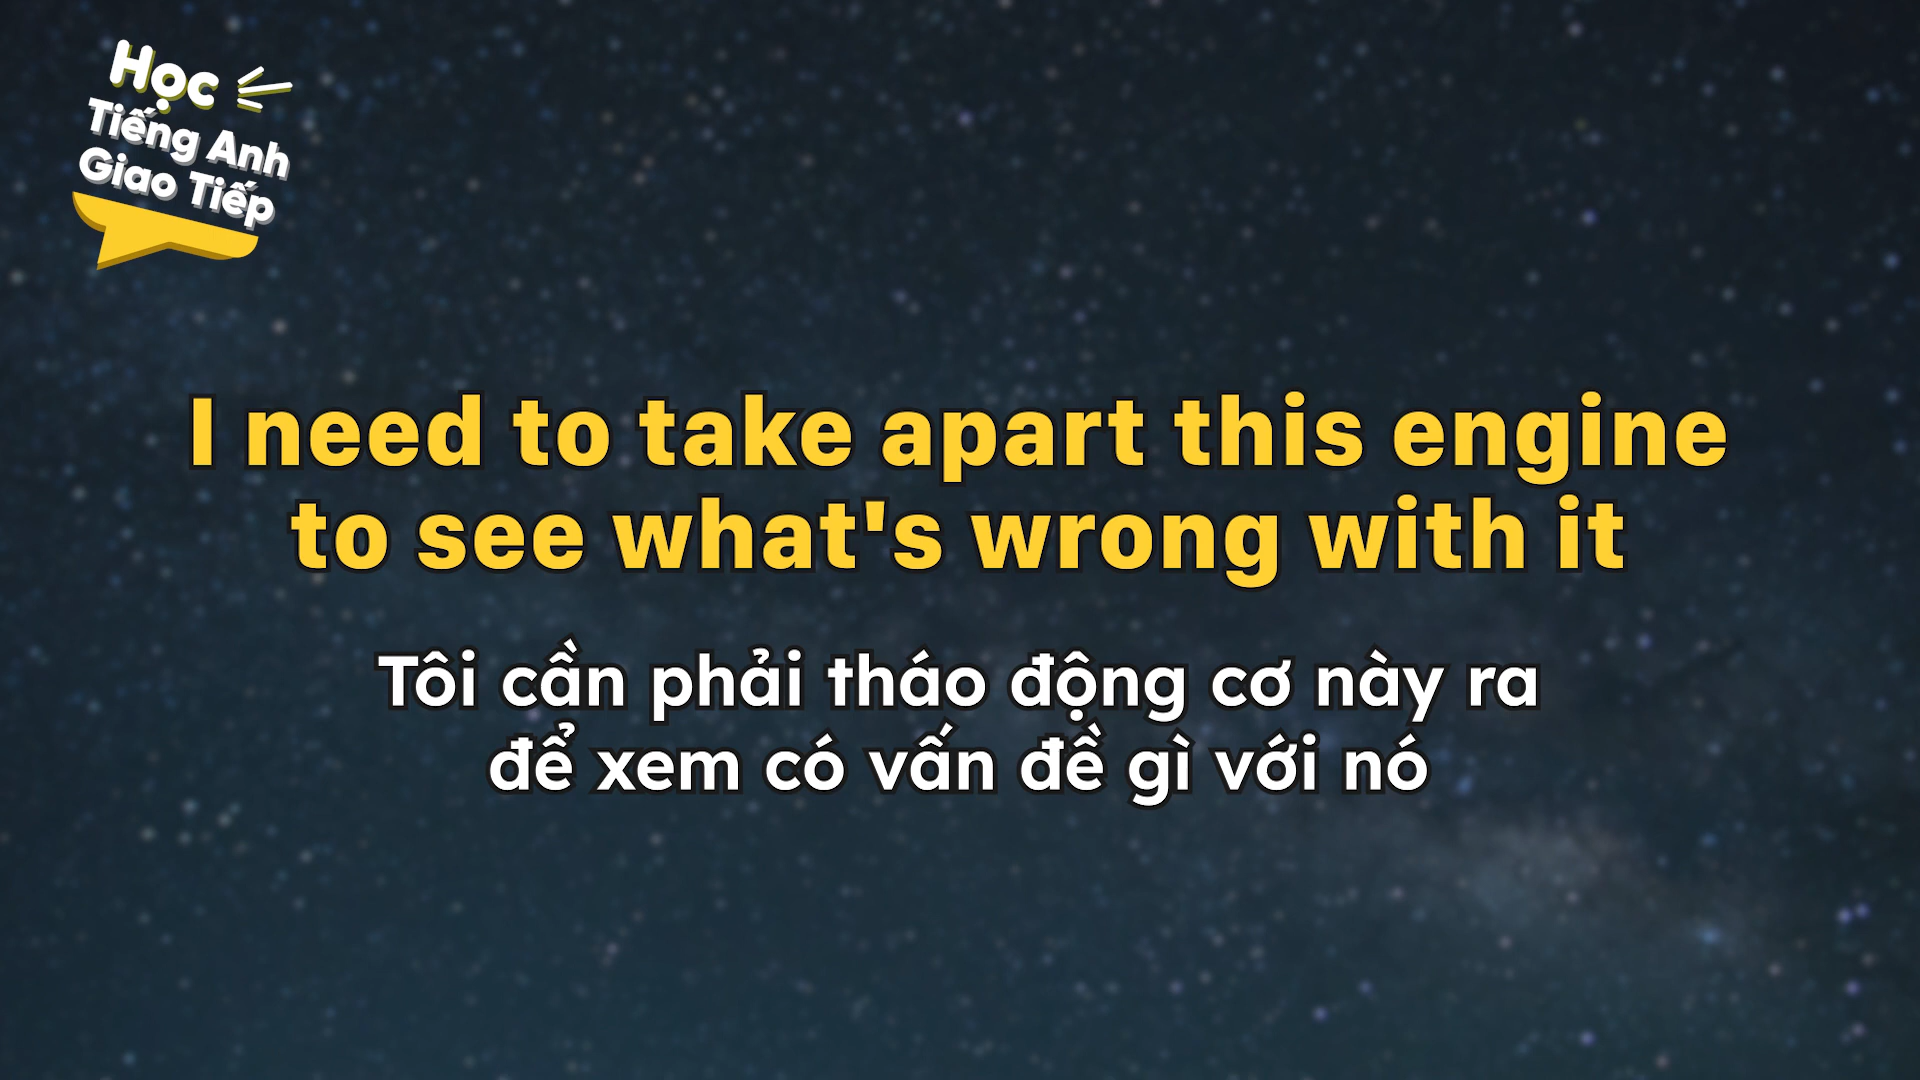 Học
Tiếng Anh
Giao Tiếp
I need to take apart this engine
to see what's wrong with it
Tôi cần phải tháo động cơ này ra
để xem có vấn đề gì với nó